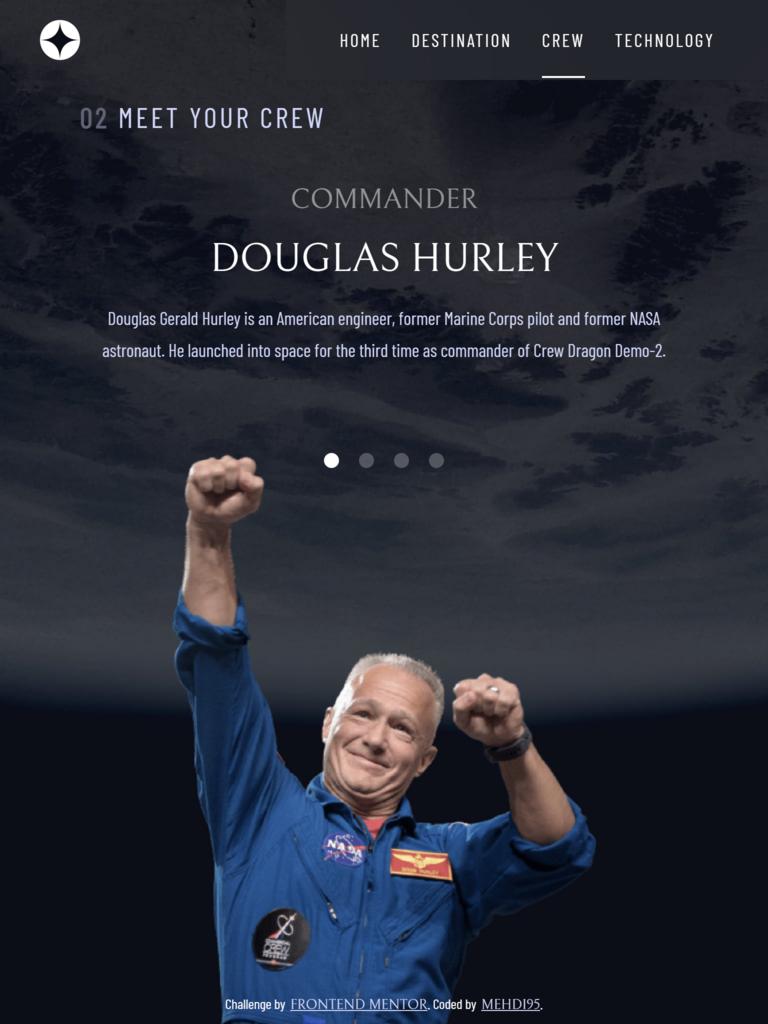 HOME DESTINATION CREW TECHNOLOGY
02 MEET YOUR CREW
COMMANDER
DOUGLAS HURLEY
Douglas Gerald Hurley is an American engineer, former Marine Corps pilot and former NASA
astronaut. He launched into space for the third time as commander of Crew Dragon Demo-2.
NASA
CREW
Challenge by FRONTEND MENTOR. Coded by MEHDI95.